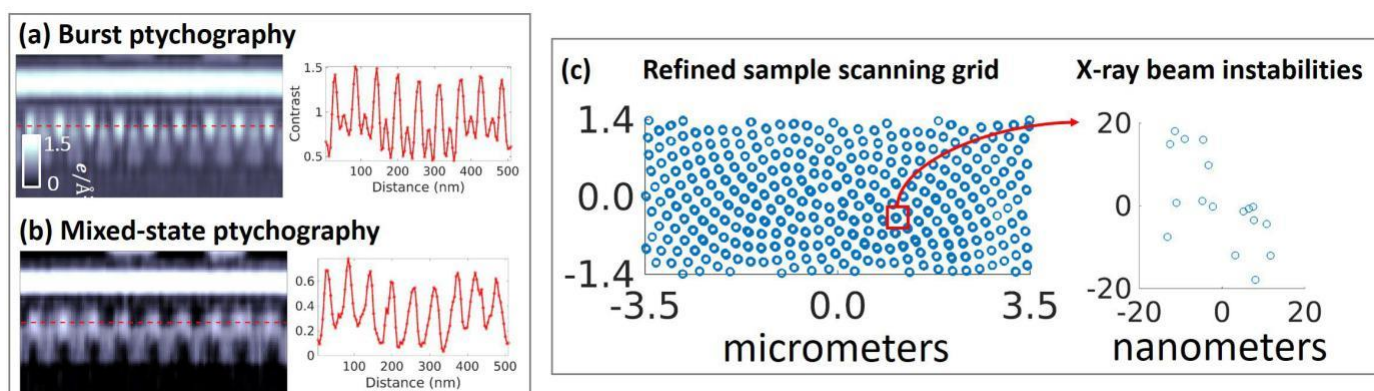 (a) Burst ptychography
1.5
0
e/Å
1.5
1
0.5
Contrast
0 100 200 300 400 500
Distance (nm)
(b) Mixed-state ptychography
0.6
0.4
0.2
0
100 200 300 400 500
Distance (nm)
(c) Refined sample scanning grid
1.4
0.0
-1.4
-3.5 0.0 3.5
micrometers
X-ray beam instabilities
20
0
-20
-20 0 20
nanometers